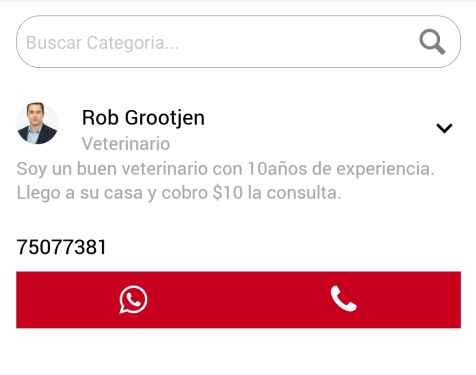 Buscar Categoria...
Rob Grootjen
Veterinario
Soy un buen veterinario con 10años de experiencia.
Llego a su casa y cobro $10 la consulta.
75077381